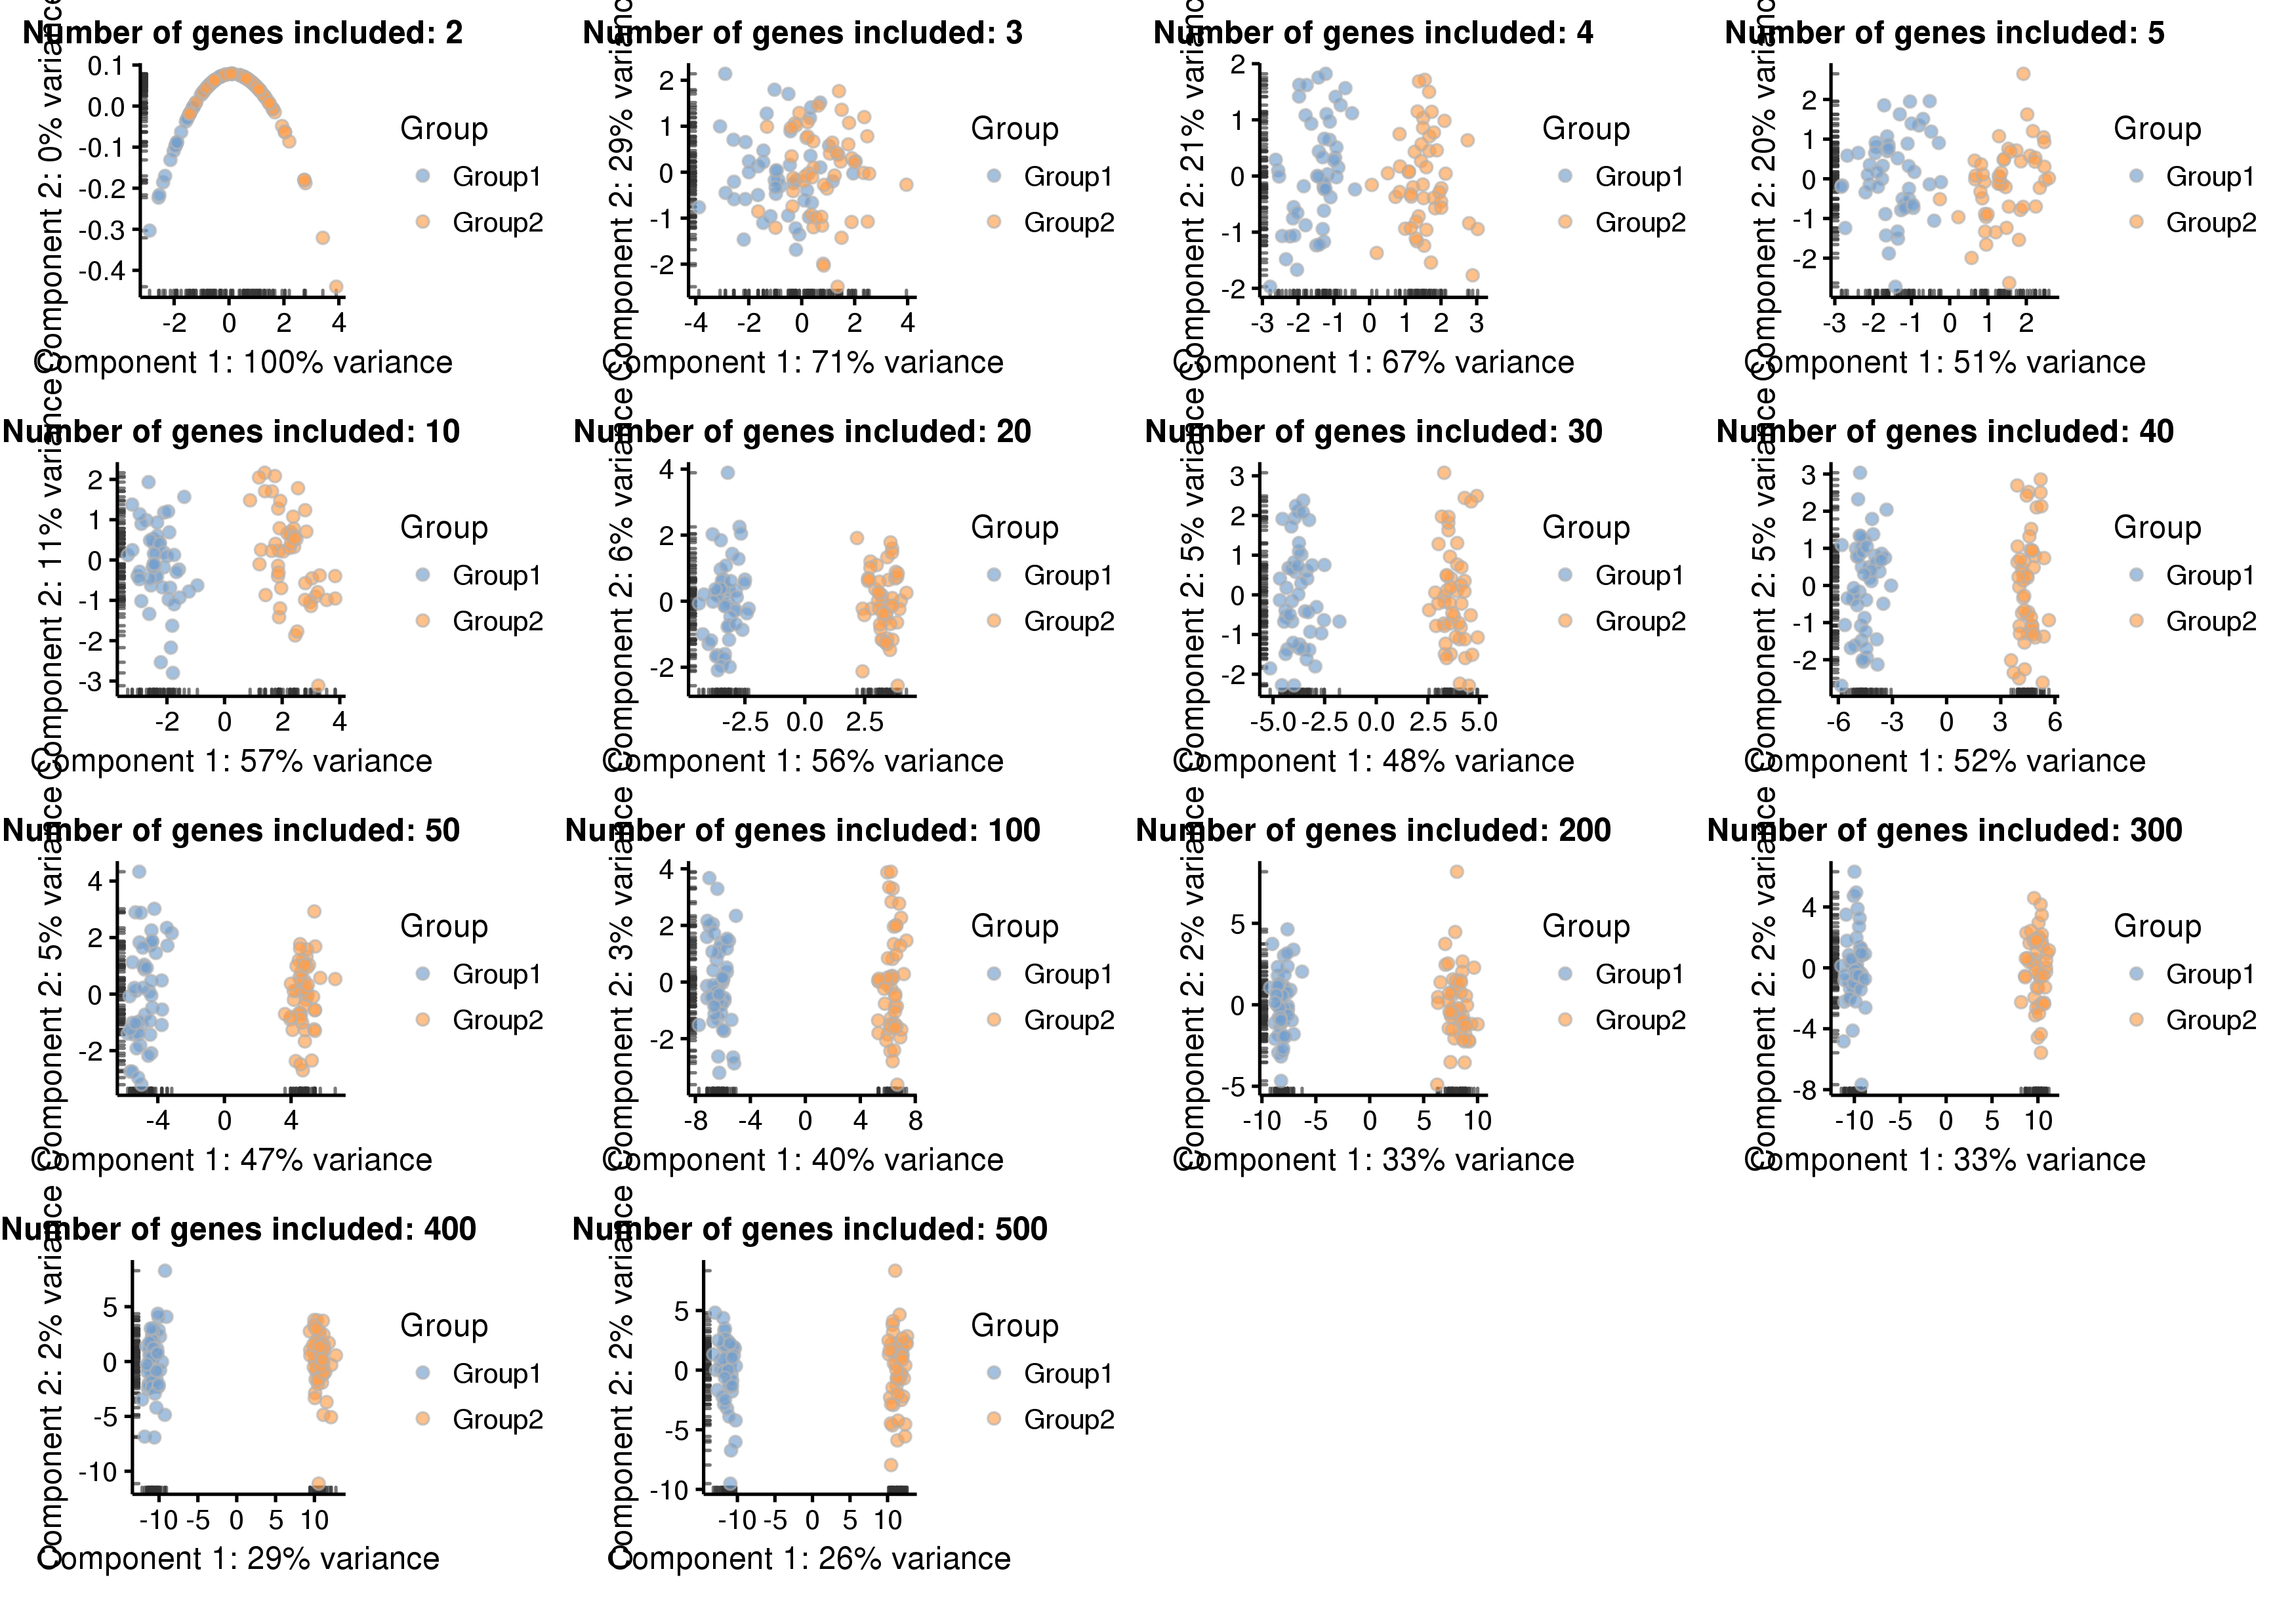 Number of genes included: 2
Component 2: 0% variance
0.1
0.0
-0.1
-0.2
-0.3
-0.4
-2 0 2 4
Component 1: 100% variance
Group
Group1
Group2
Number of genes included: 3
Component 2: 29% variance
2
1
0
-1
-2
-4 -2 0 2 4
Component 1: 71% variance
Group
Group1
Group2
Number of genes included: 4
Component 2: 21% variance
2
1
0
-1
-2
-3 -2 -1 0 1 2 3
Component 1: 67% variance
Group
Group1
Group2
Number of genes included: 5
Component 2: 20% variance
2
1
0
-1
-2
-3 -2 -1 0 1 2
Component 1: 51% variance
Group
Group1
Group2
Number of genes included: 10
Component 2: 11% variance
2
1
0
-1
-2
-3
-2 0 2 4
Component 1: 57% variance
Group
Group1
Group2
Number of genes included: 20
Component 2: 6% variance
4
2
0
-2
-2.5 0.0 2.5
Component 1: 56% variance
Group
Group1
Group2
Number of genes included: 30
Component 2: 5% variance
3
2
1
0
-1
-2
-5.0 -2.5 0.0 2.5 5.0
Component 1: 48% variance
Group
Group1
Group2
Number of genes included: 40
Component 2: 5% variance
3
2
1
0
-1
-2
-6 -3 0 3 6
Component 1: 52% variance
Group
Group1
Group2
Number of genes included: 50
Component 2: 5% variance
4
2
0
-2
-4 0 4
Component 1: 47% variance
Group
Group1
Group2
Number of genes included: 100
Component 2: 3% variance
4
2
0
-2
-8 -4 0 4 8
Component 1: 40% variance
Group
Group1
Group2
Number of genes included: 200
Component 2: 2% variance
5
0
-5
-10 -5 0 5 10
Component 1: 33% variance
Group
Group1
Group2
Number of genes included: 300
Component 2: 2% variance
4
0
-4
-8
-10 -5 0 5 10
Component 1: 33% variance
Group
Group1
Group2
Number of genes included: 400
Component 2: 2% variance
5
0
-5
-10
-10 -5 0 5 10
Component 1: 29% variance
Group
Group1
Group2
Number of genes included: 500
Component 2: 2% variance
5
0
-5
-10
-10 -5 0 5 10
Component 1: 26% variance
Group
Group1
Group2